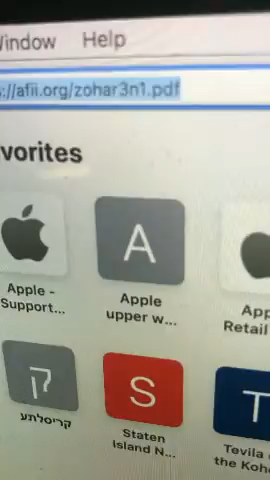 Window Help
://afii.org/zohar3n1.pdf
vorites
A
Apple -
Support...
Apple
upper w...
App
Retail
ק
קריסלתע
S
Staten
Island N...
T
Tevila
the Koh